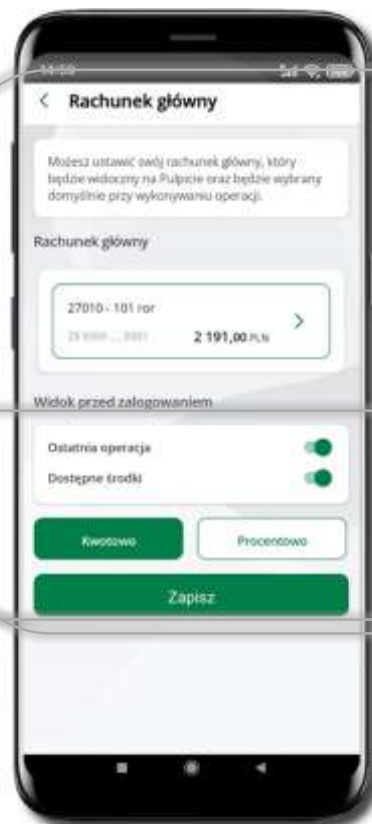 14:50
Rachunek główny
Możesz ustawić swój rachunek główny, który
będzie widoczny na Pulpicie oraz będzie wybrany
domyślnie przy wykonywaniu operacji.
Rachunek główny
27010 - 101 ror
2 191,00 PLN
Widok przed zalogowaniem
Ostatnia operacja
Dostępne środki
Kwotowo Procentowo
Zapisz